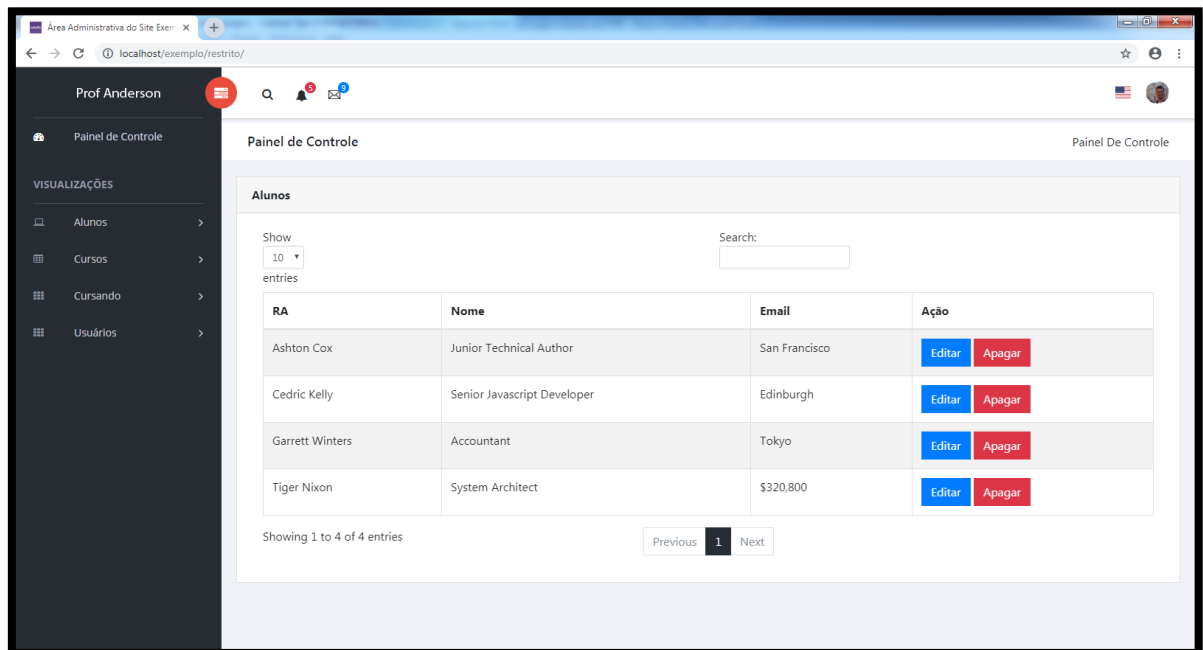 Área Administrativa do Site Exem
localhost/exemplo/restrito/
Prof Anderson
5
9
Painel de Controle
Painel de Controle
Painel De Controle
VISUALIZAÇÕES
Alunos
Cursos
Cursando
Usuários
Alunos
Show
10
entries
Search:
RA Nome Email Ação
Ashton Cox Junior Technical Author San Francisco Editar Apagar
Cedric Kelly Senior Javascript Developer Edinburgh Editar Apagar
Garrett Winters Accountant Tokyo Editar Apagar
Tiger Nixon System Architect $320,800 Editar Apagar
Showing 1 to 4 of 4 entries
Previous 1 Next